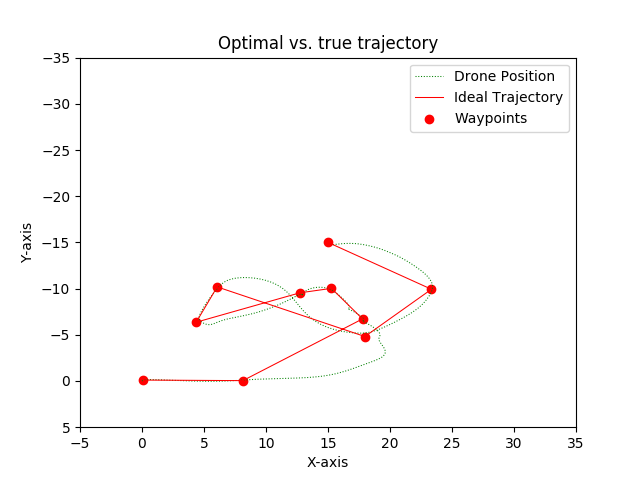 Optimal vs. true trajectory
Drone Position
Ideal Trajectory
Waypoints
Y-axis
−35
−30
−25
−20
−15
−10
−5
0
5
−5 0 5 10 15 20 25 30 35
X-axis